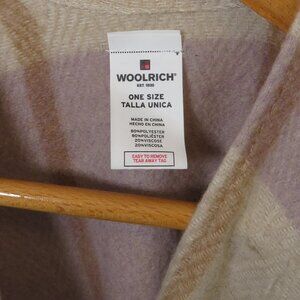 WOOLRICH®
EST. 1830
ONE SIZE
TALLA UNICA
MADE IN CHINA
HECHO EN CHINA
80%POLYESTER
80%POLIÉSTER
20%VISCOSE
20%VISCOSA
EASY TO REMOVE
TEAR AWAY TAG